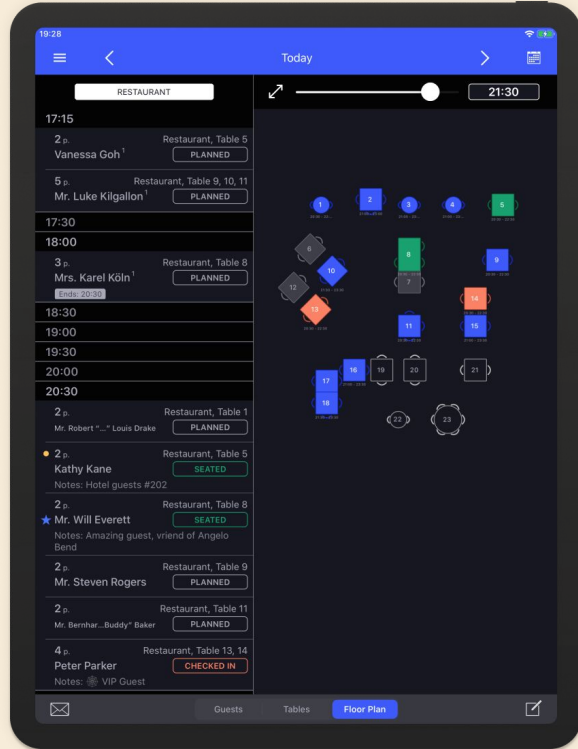 19:28
Today
RESTAURANT
21:30
17:15
2 p. Restaurant, Table 5
Vanessa Goh 1 PLANNED
5 p. Restaurant, Table 9, 10, 11
Mr. Luke Kilgallon 1 PLANNED
17:30
18:00
3 p. Restaurant, Table 8
Mrs. Karel Köln 1 PLANNED
Ends: 20:30
18:30
19:00
19:30
20:00
20:30
2 p. Restaurant, Table 1
Mr. Robert "..." Louis Drake PLANNED
2 p. Restaurant, Table 5
Kathy Kane SEATED
Notes: Hotel guests #202
2 p. Restaurant, Table 8
Mr. Will Everett SEATED
Notes: Amazing guest, vriend of Angelo
Bend
2 p. Restaurant, Table 9
Mr. Steven Rogers PLANNED
2 p. Restaurant, Table 11
Mr. Bernhar...Buddy" Baker PLANNED
4 p. Restaurant, Table 13, 14
Peter Parker CHECKED IN
Notes: VIP Guest
1 2 3 4 5
6 8 9
10 7
12 14
13
11 15
16 19 20 21
17
18
22 23
Guests Tables Floor Plan